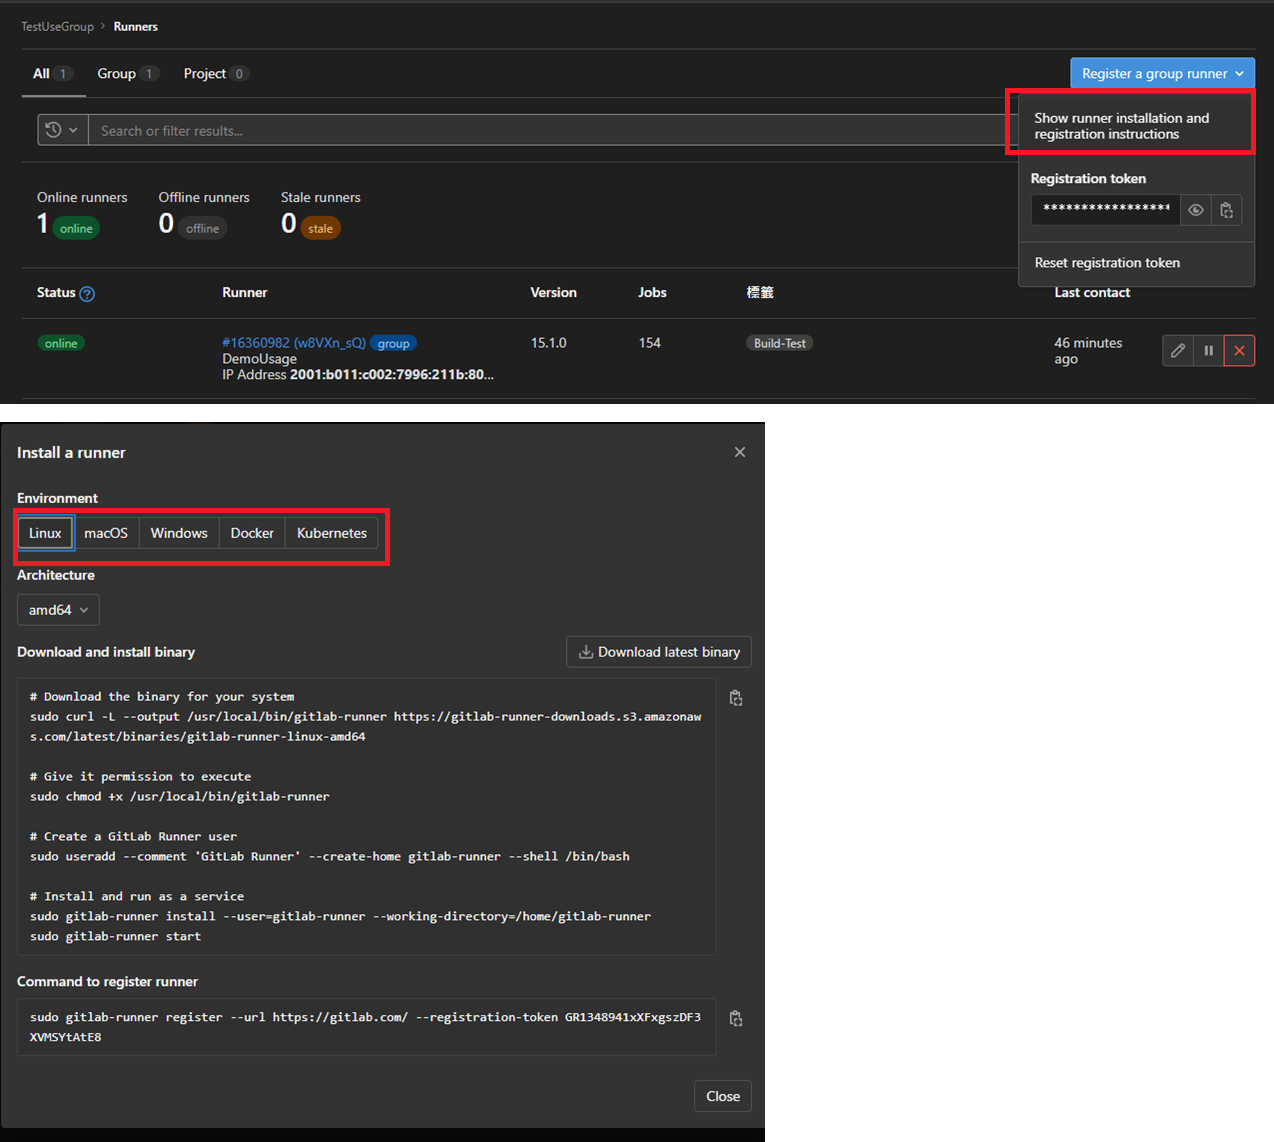 TestUseGroup > Runners
All 1 Group 1 Project 0
Register a group runner
Search or filter results...
Show runner installation and
registration instructions
Registration token
*****************
Reset registration token
Online runners Offline runners Stale runners
1 online 0 offline 0 stale
Status ? Runner Version Jobs 標籤 Last contact
online #16360982 (w8VXn_sQ) group 15.1.0 154 Build-Test 46 minutes
DemoUsage ago
IP Address 2001:b011:c002:7996:211b:80...
Install a runner
Environment
Linux macOS Windows Docker Kubernetes
Architecture
amd64
Download and install binary Download latest binary
# Download the binary for your system
sudo curl -L --output /usr/local/bin/gitlab-runner https://gitlab-runner-downloads.s3.amazonaw
s.com/latest/binaries/gitlab-runner-linux-amd64
# Give it permission to execute
sudo chmod +x /usr/local/bin/gitlab-runner
# Create a GitLab Runner user
sudo useradd --comment 'GitLab Runner' --create-home gitlab-runner --shell /bin/bash
# Install and run as a service
sudo gitlab-runner install --user=gitlab-runner --working-directory=/home/gitlab-runner
sudo gitlab-runner start
Command to register runner
sudo gitlab-runner register --url https://gitlab.com/ --registration-token GR1348941xXFxgszDF3
XVMSYtAtE8
Close